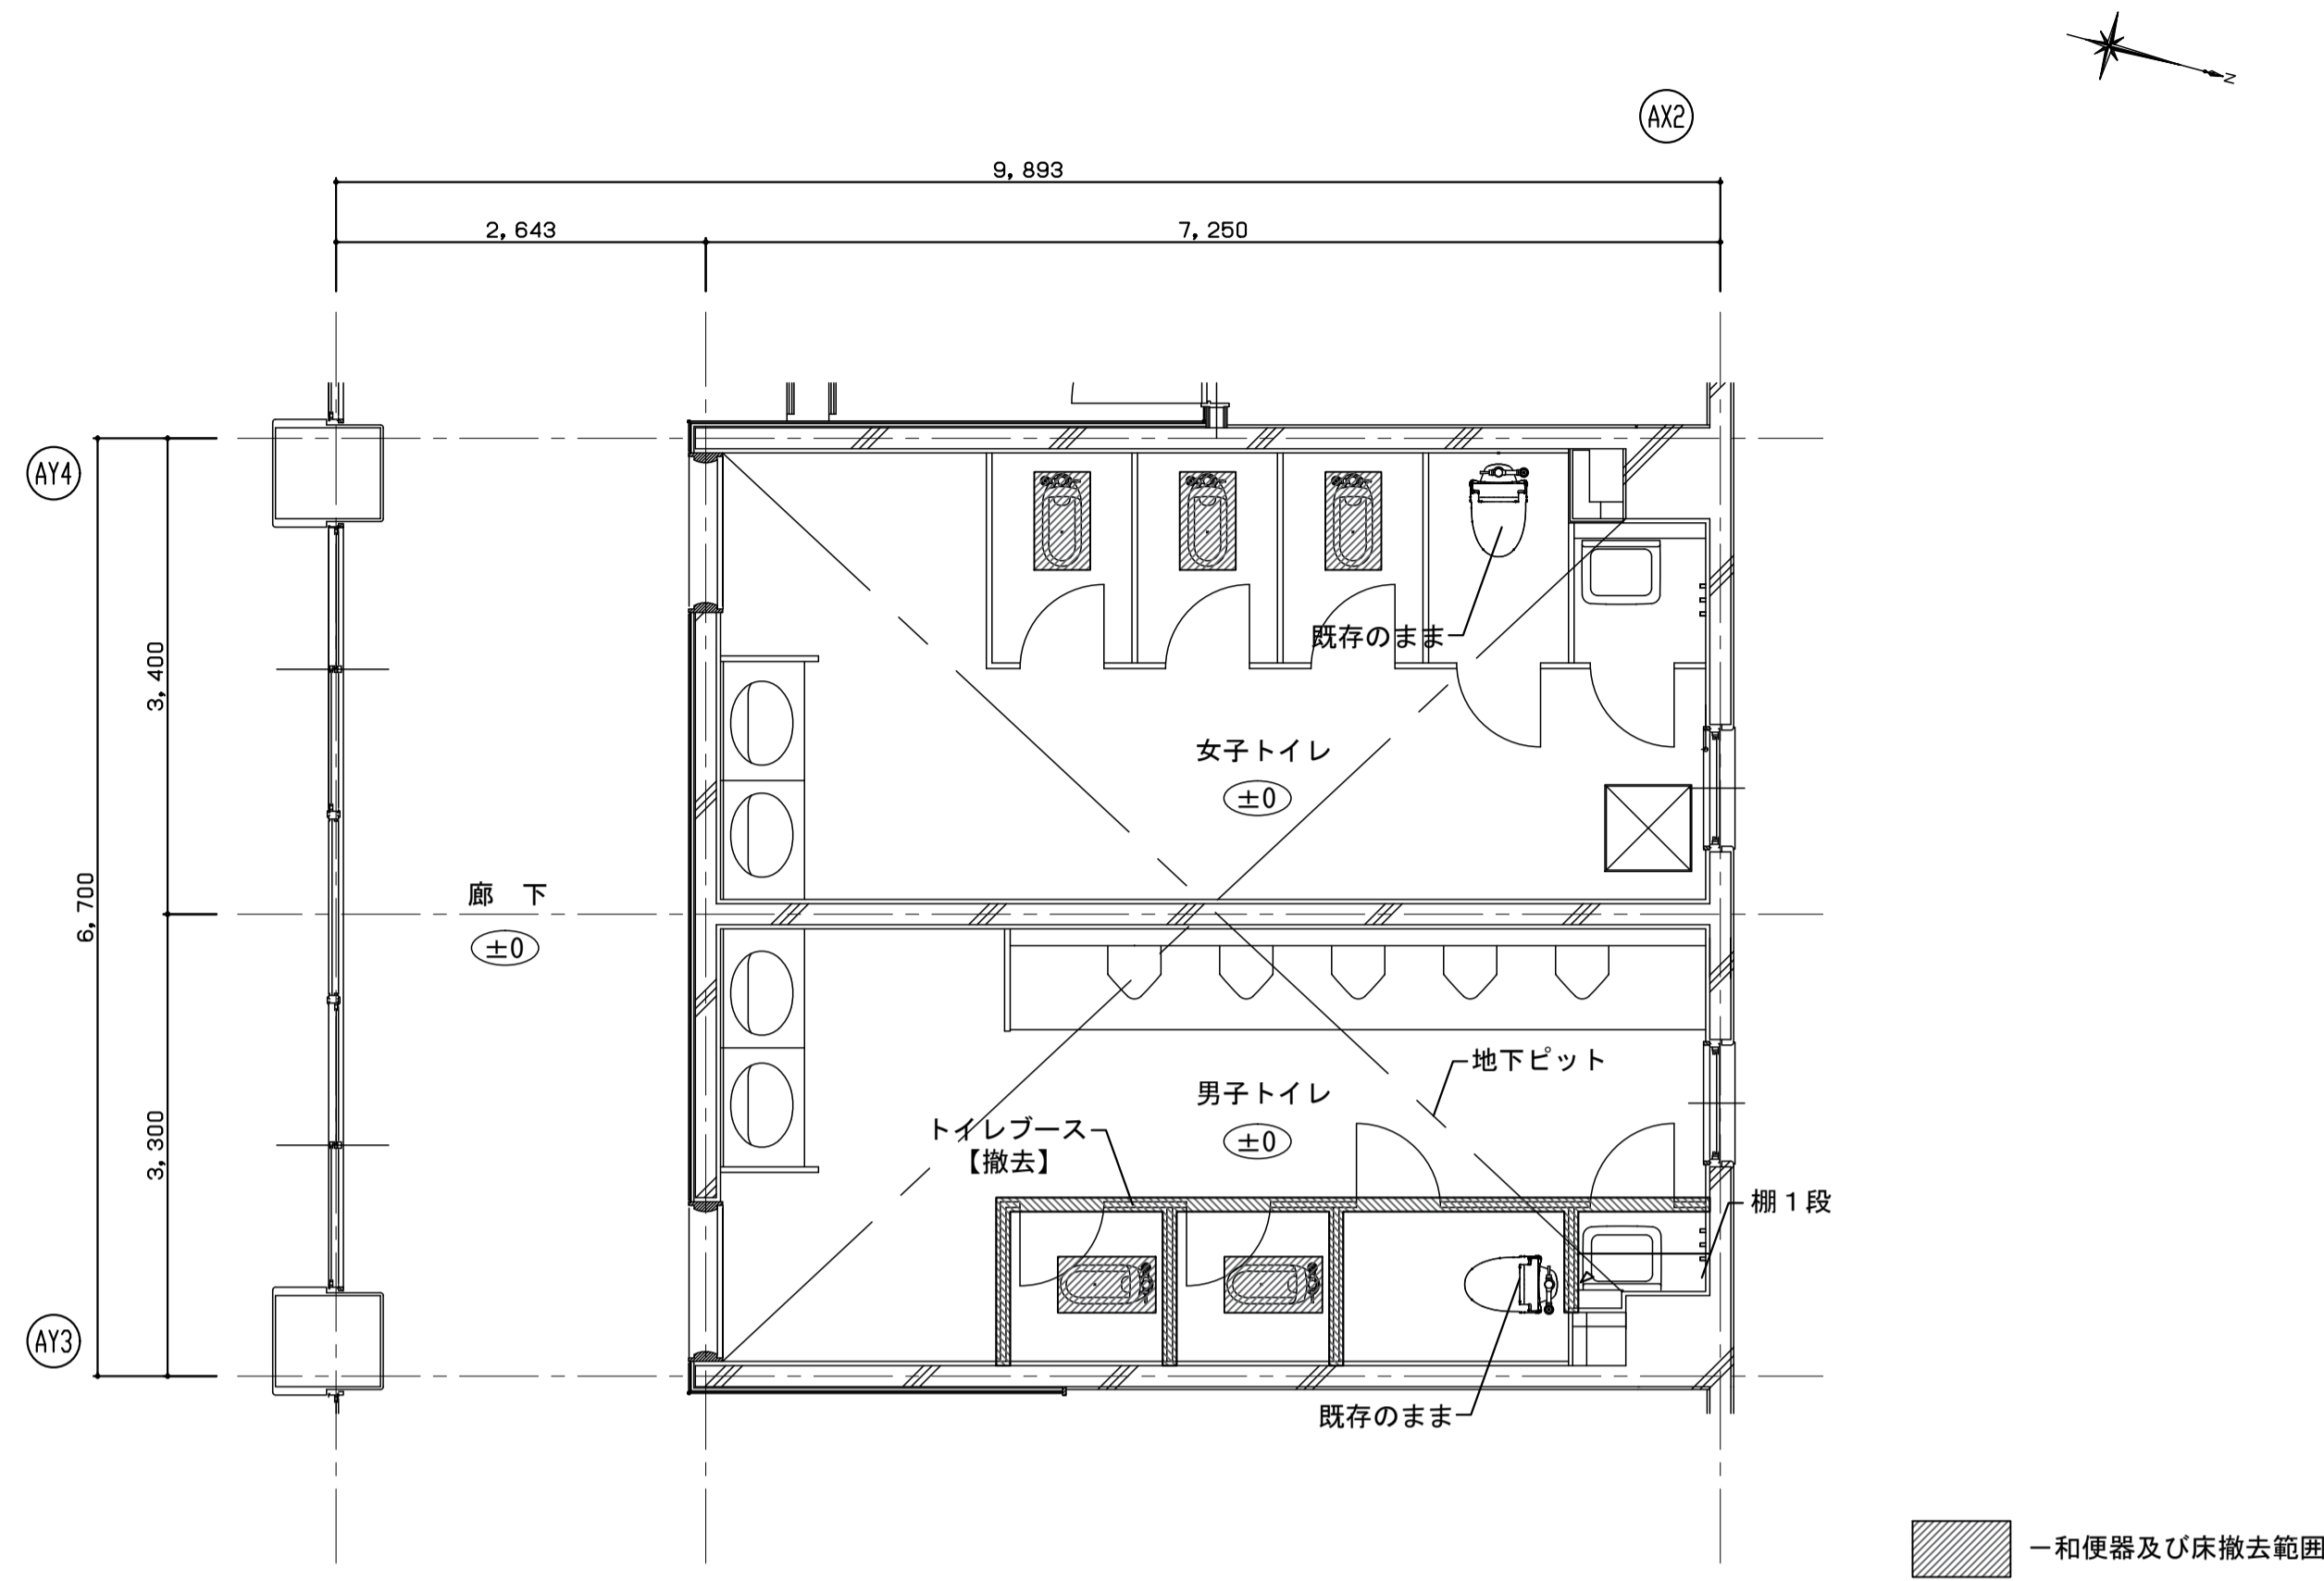 N
AX2
9,893
2,643
7,250
AY4
既存のまま
3,400
女子トイレ
±0
6,700
廊　下
±0
地下ピット
男子トイレ
トイレブース
±0
【撤去】
3,300
棚１段
AY3
既存のまま
－和便器及び床撤去範囲